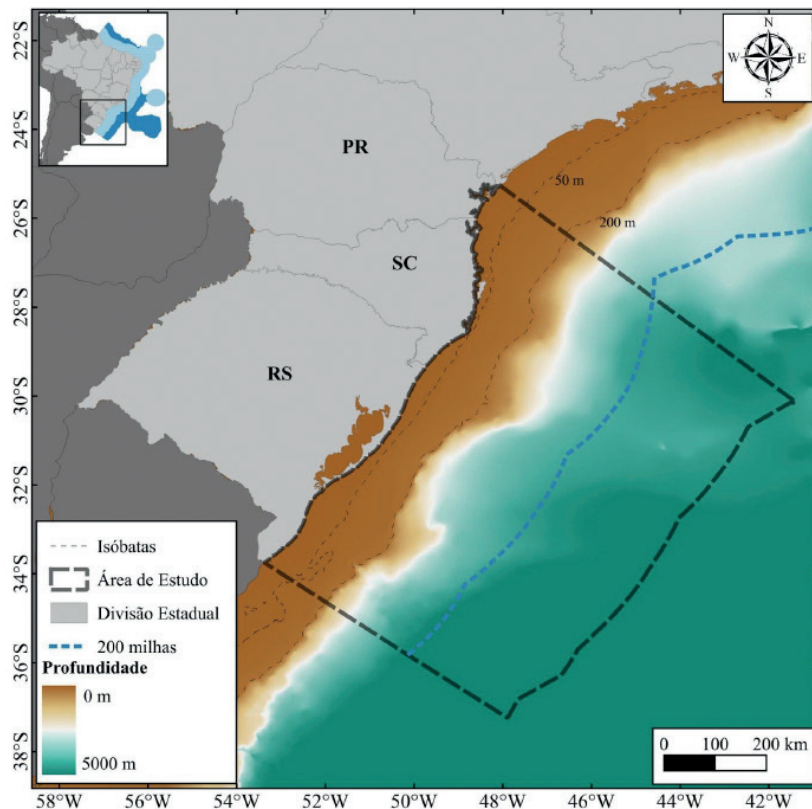 22°S
24°S
26°S
28°S
30°S
32°S
34°S
36°S
38°S
N
W E
S
PR
SC
RS
50 m
200 m
Isóbatas
Área de Estudo
Divisão Estadual
200 milhas
Profundidade
0 m
5000 m
0 100 200 km
58°W 56°W 54°W 52°W 50°W 48°W 46°W 44°W 42°W